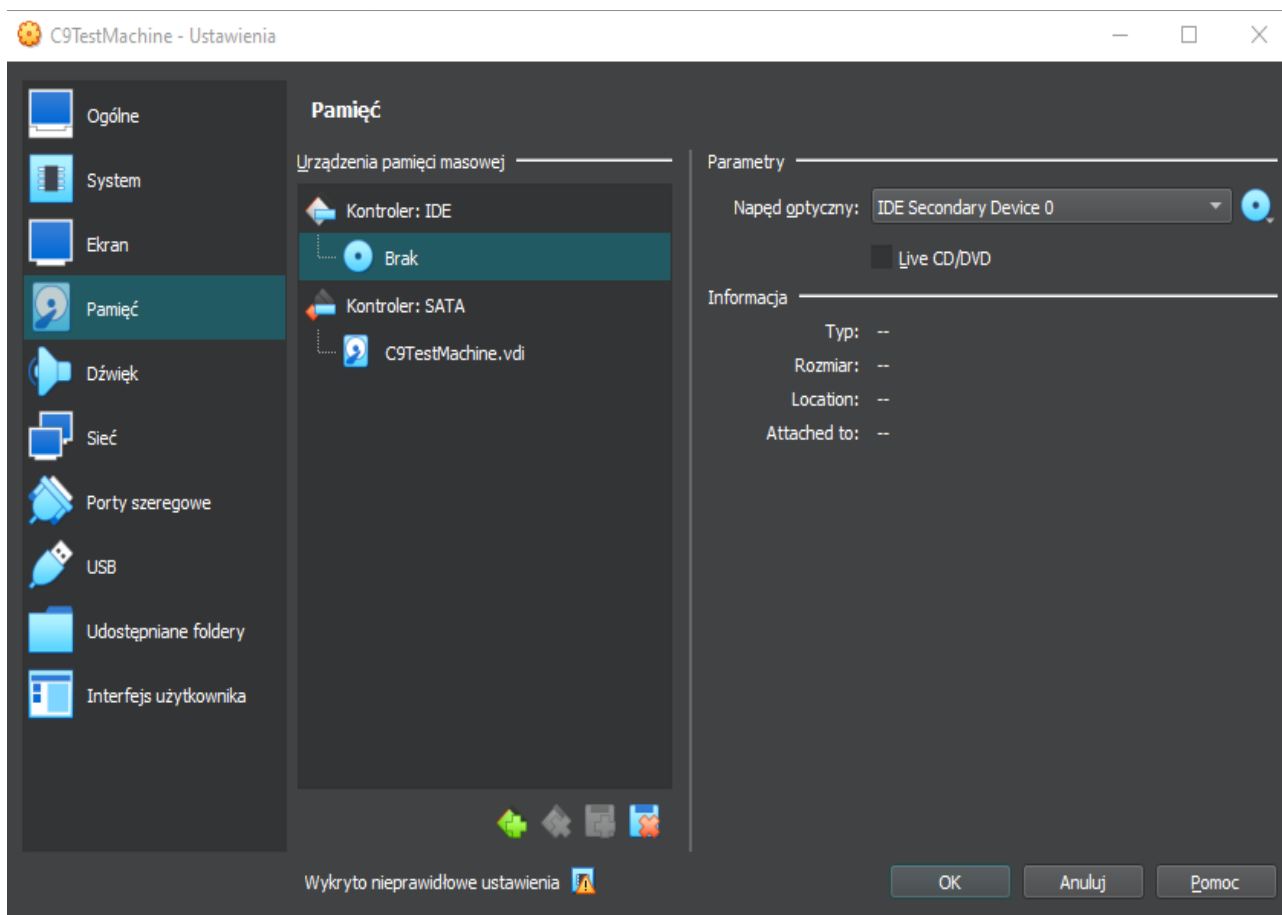 C9TestMachine - Ustawienia
Ogólne
System
Ekran
Pamięć
Dźwięk
Sieć
Porty szeregowe
USB
Udostępniane foldery
Interfejs użytkownika
Pamięć
Urządzenia pamięci masowej
Kontroler: IDE
Brak
Kontroler: SATA
C9TestMachine.vdi
Parametry
Napęd optyczny: IDE Secondary Device 0
Live CD/DVD
Informacja
Typ: --
Rozmiar: --
Location: --
Attached to: --
Wykryto nieprawidłowe ustawienia
OK
Anuluj
Pomoc